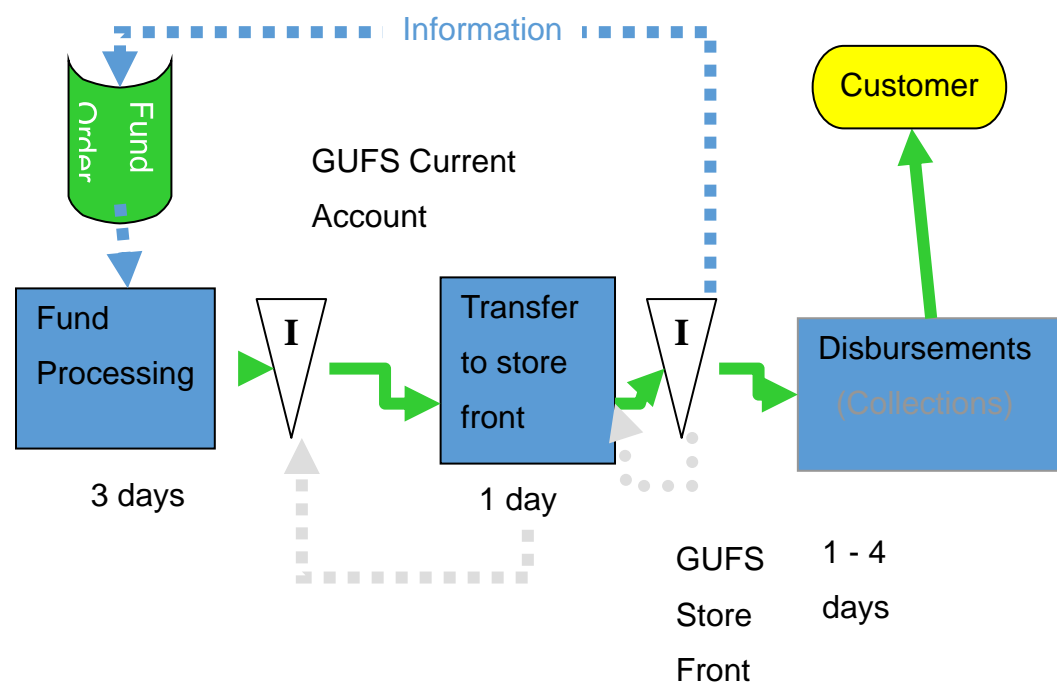 Information
Customer
Fund
Order
GUFS Current
Account
Fund
Processing
I
Transfer
to store
front
I
Disbursements
(Collections)
3 days
1 day
GUFS
Store
Front
1 - 4
days